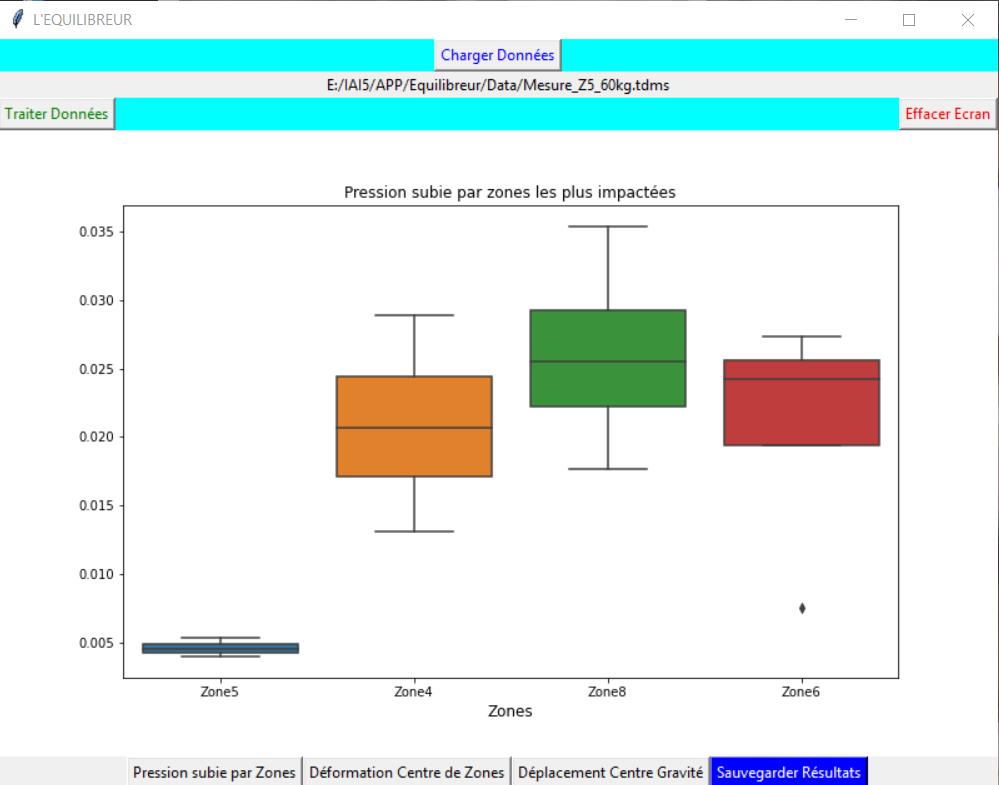 L'EQUILIBREUR
Charger Données
E:/IAI5/APP/Equilibreur/Data/Mesure_Z5_60kg.tdms
Traiter Données
Effacer Ecran
Pression subie par zones les plus impactées
0.035
0.030
0.025
0.020
0.015
0.010
0.005
Zone5 Zone4 Zone8 Zone6
Zones
Pression subie par Zones Déformation Centre de Zones Déplacement Centre Gravité Sauvegarder Résultats